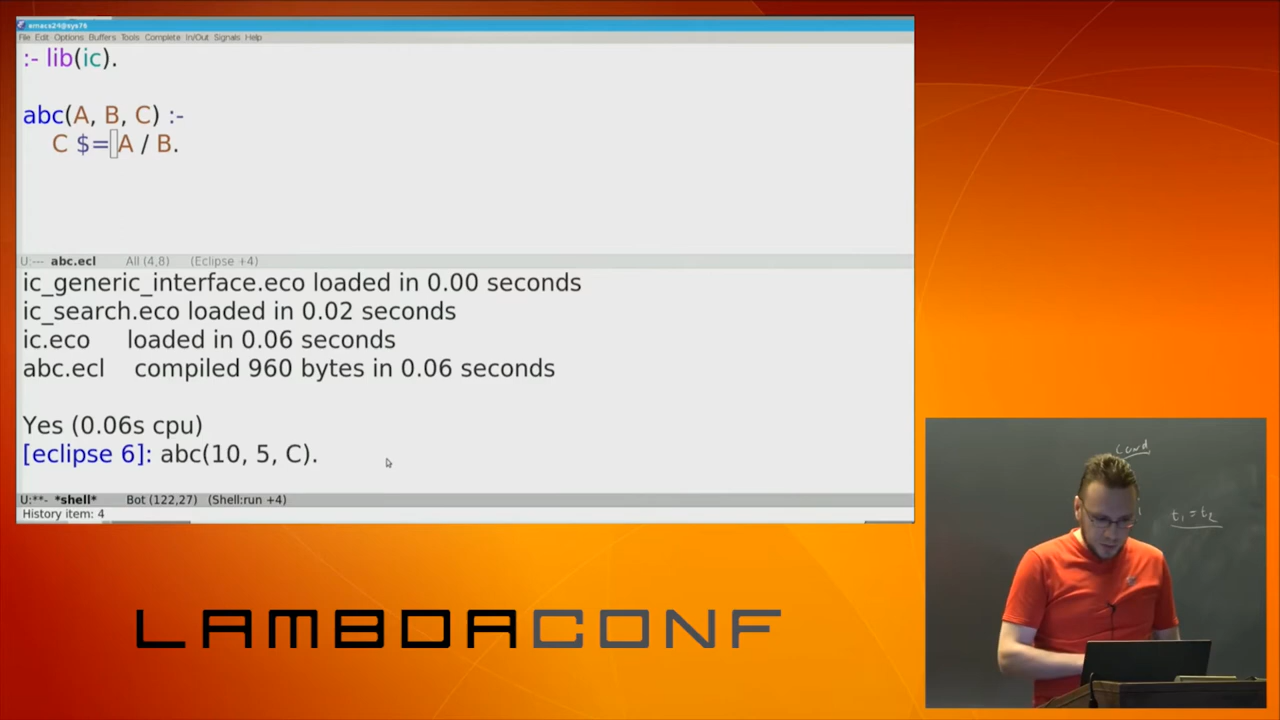 emacs24@sys76
File Edit Options Buffers Tools Complete In/Out Signals Help
:- lib(ic).
abc(A, B, C) :-
C $= A / B.
U:--- abc.ecl All (4,8) (Eclipse +4)
ic_generic_interface.eco loaded in 0.00 seconds
ic_search.eco loaded in 0.02 seconds
ic.eco loaded in 0.06 seconds
abc.ecl compiled 960 bytes in 0.06 seconds
Yes (0.06s cpu)
[eclipse 6]: abc(10, 5, C).
U:**- *shell* Bot (122,27) (Shell:run +4)
History item: 4
cond
t₁ = t₂
LAMBDACONF